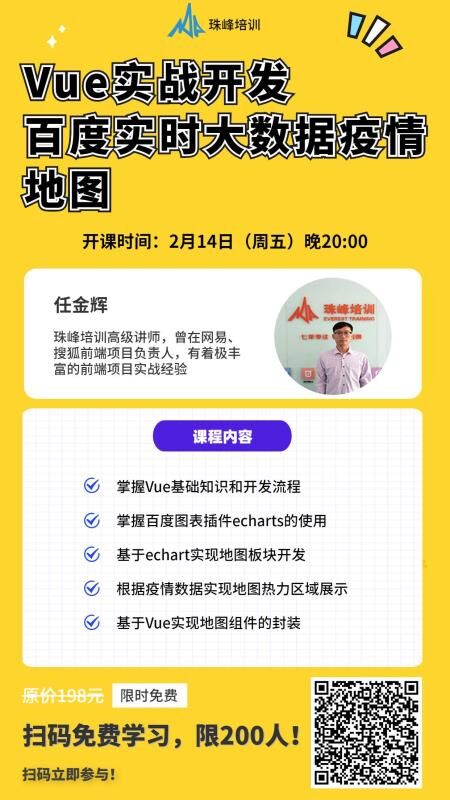 珠峰培训
Vue实战开发
百度实时大数据疫情
地图
开课时间：2月14日（周五）晚20:00
任金辉
珠峰培训高级讲师，曾在网易、
搜狐前端项目负责人，有着极丰
富的前端项目实战经验
珠峰培训
EVEREST TRAINING
课程内容
掌握Vue基础知识和开发流程
掌握百度图表插件echarts的使用
基于echart实现地图板块开发
根据疫情数据实现地图热力区域展示
基于Vue实现地图组件的封装
原价198元 限时免费
扫码免费学习，限200人！
扫码立即参与！